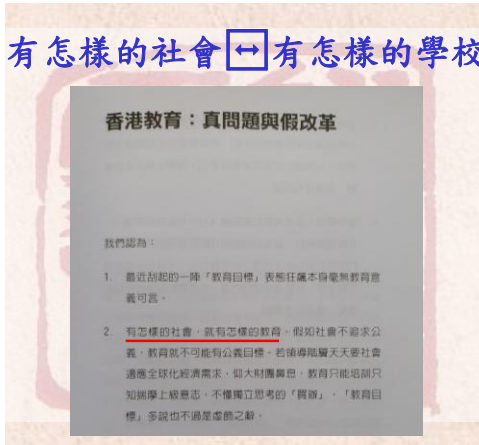 有怎樣的社會↔有怎樣的學校
香港教育：真問題與假改革
我們認為：
1. 最近刮起的一陣「教育目標」表態狂飆本身毫無教育意
義可言。
2. 有怎樣的社會，就有怎樣的教育。假如社會不追求公
義，教育就不可能有公義目標。若領導階層天天要社會
適應全球化經濟需求、仰大財團鼻息，教育只能培訓只
知揣摩上級意志、不懂獨立思考的「買辦」，「教育目
標」多說也不過是虛飾之辭。